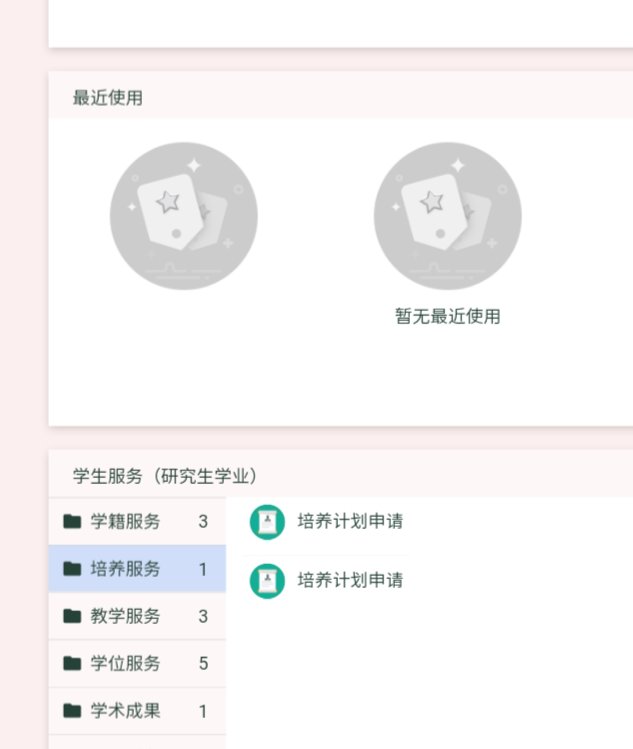 最近使用
暂无最近使用
学生服务（研究生学业）
学籍服务 3
培养服务 1
教学服务 3
学位服务 5
学术成果 1
培养计划申请
培养计划申请